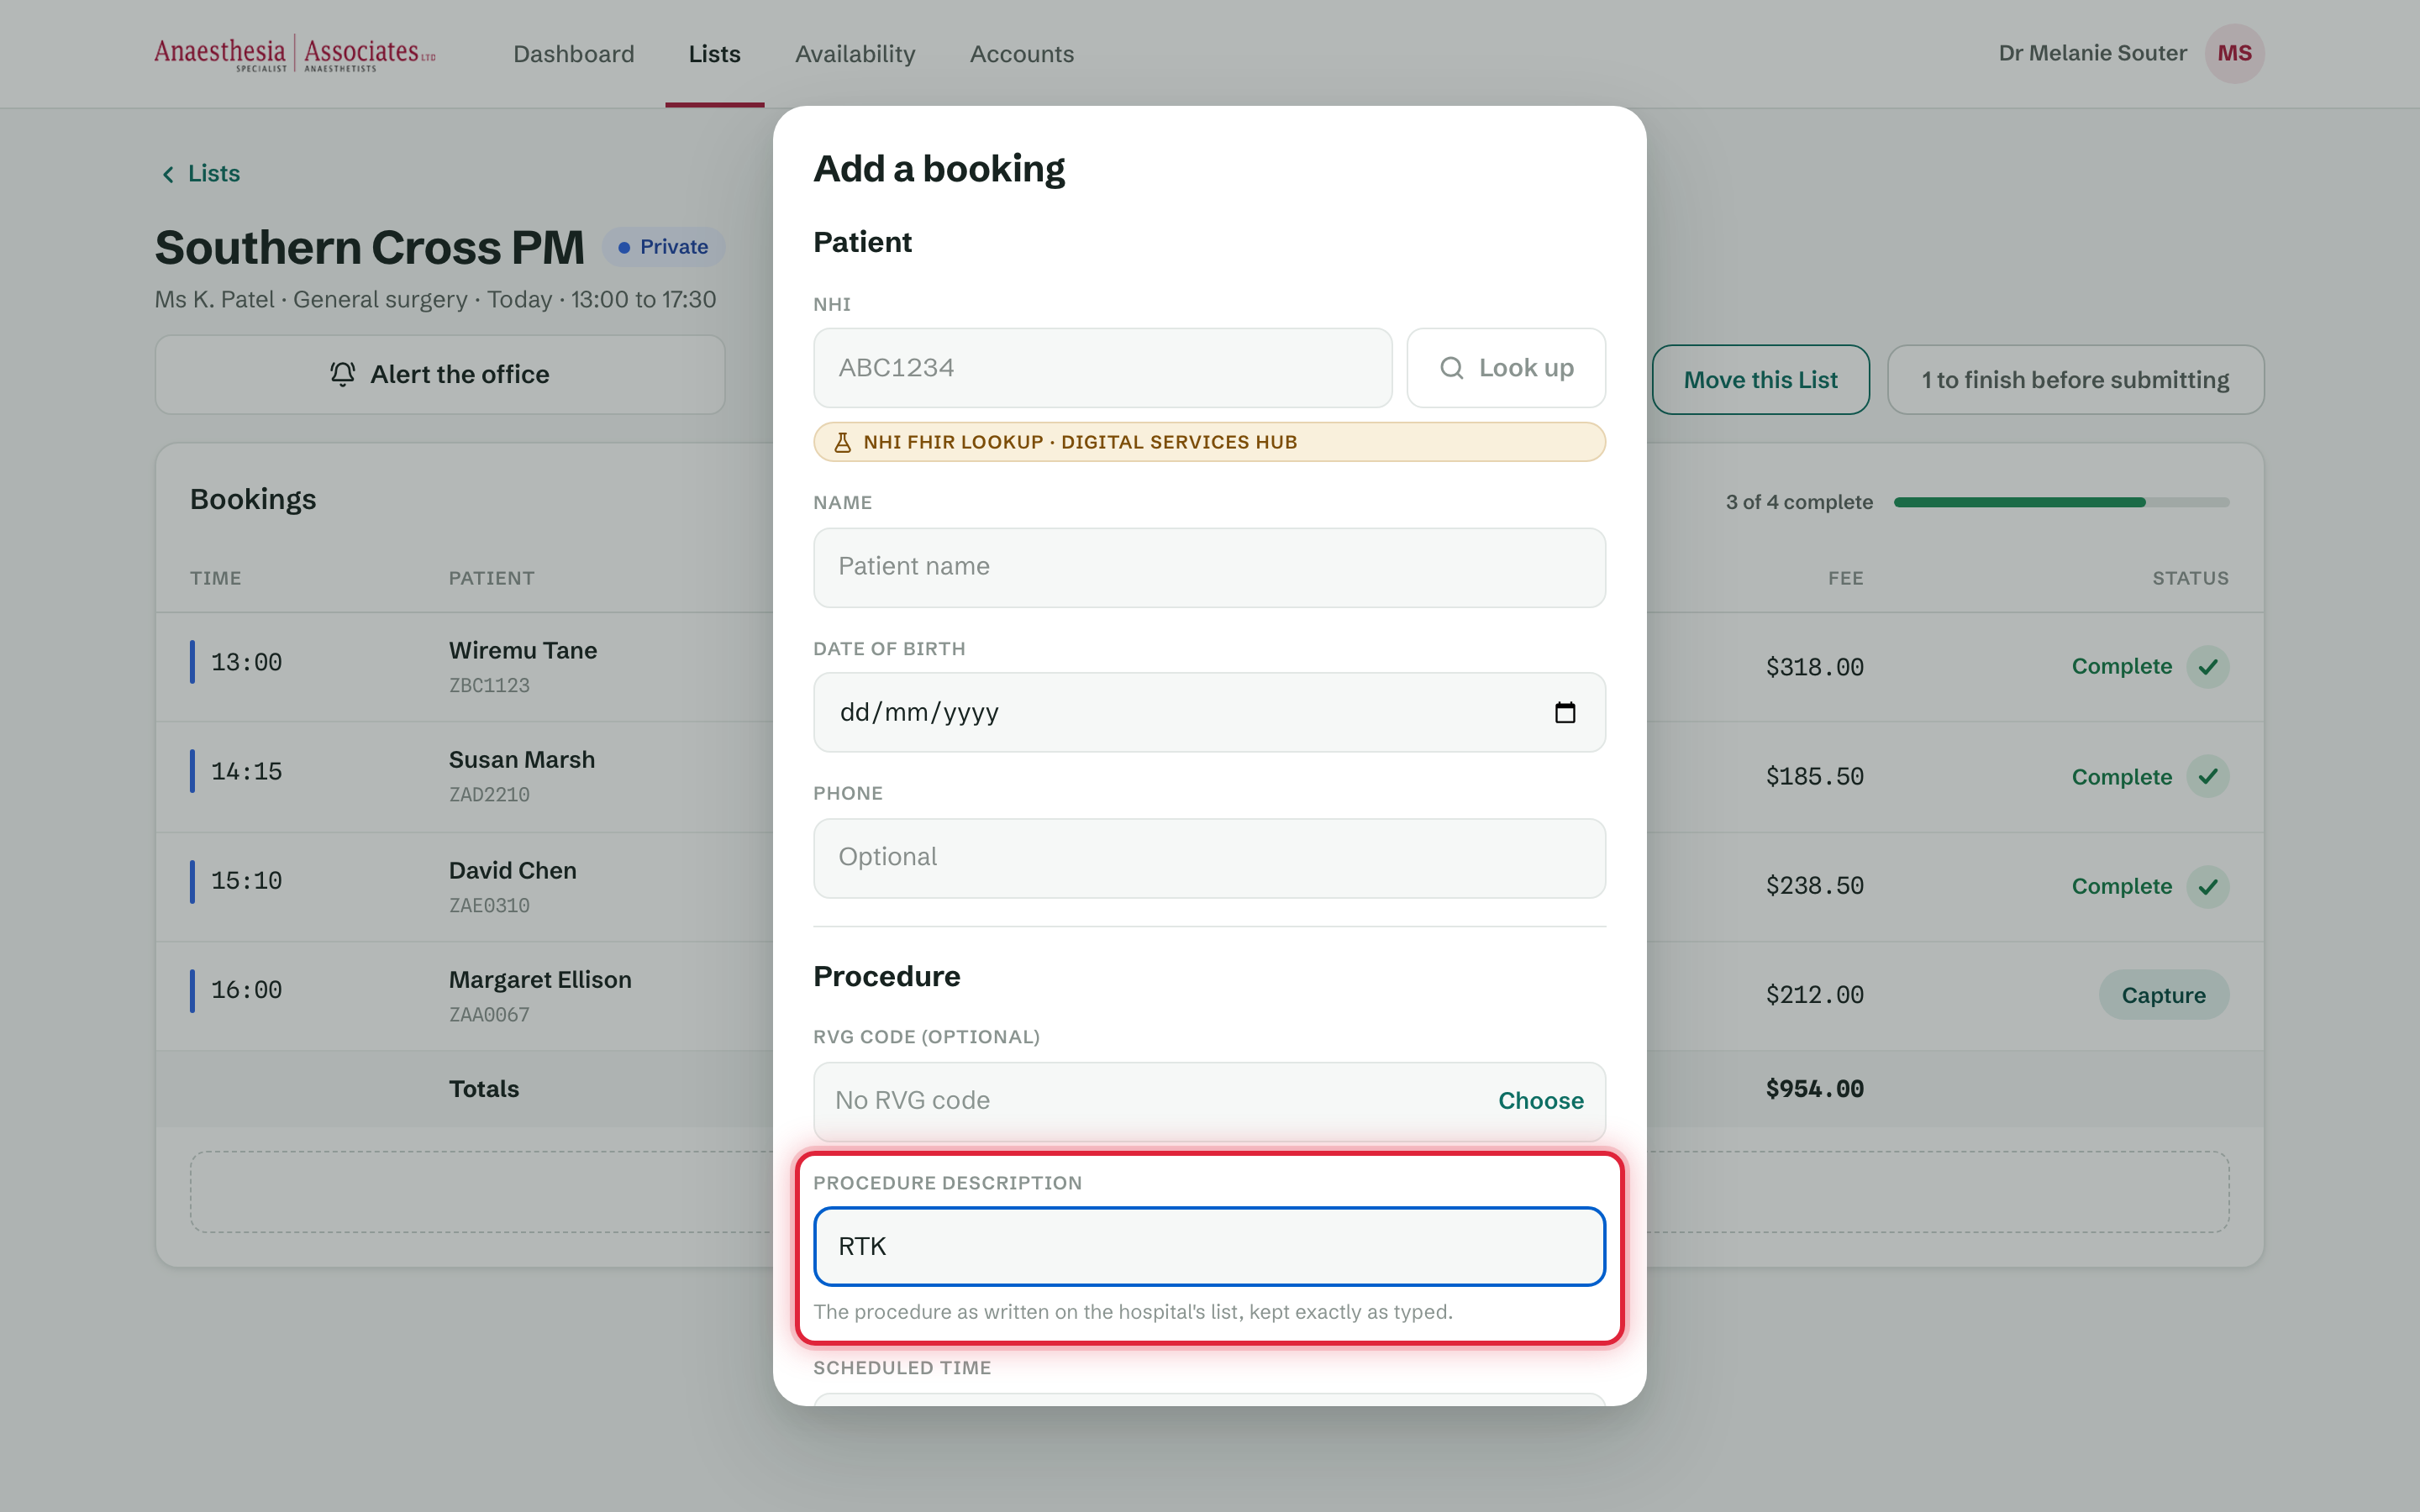 Anaesthesia | Associates LTD
SPECIALIST ANAESTHETISTS
Dashboard
Lists
Availability
Accounts
Dr Melanie Souter
MS
Lists
Southern Cross PM
Private
Ms K. Patel · General surgery · Today · 13:00 to 17:30
Alert the office
Move this List
1 to finish before submitting
Bookings
3 of 4 complete
TIME
PATIENT
FEE
STATUS
13:00
Wiremu Tane
ZBC1123
$318.00
Complete
14:15
Susan Marsh
ZAD2210
$185.50
Complete
15:10
David Chen
ZAE0310
$238.50
Complete
16:00
Margaret Ellison
ZAA0067
$212.00
Capture
Totals
$954.00
Add a booking
Patient
NHI
ABC1234
Look up
NHI FHIR LOOKUP · DIGITAL SERVICES HUB
NAME
Patient name
DATE OF BIRTH
dd/mm/yyyy
PHONE
Optional
Procedure
RVG CODE (OPTIONAL)
No RVG code
Choose
PROCEDURE DESCRIPTION
RTK
The procedure as written on the hospital's list, kept exactly as typed.
SCHEDULED TIME